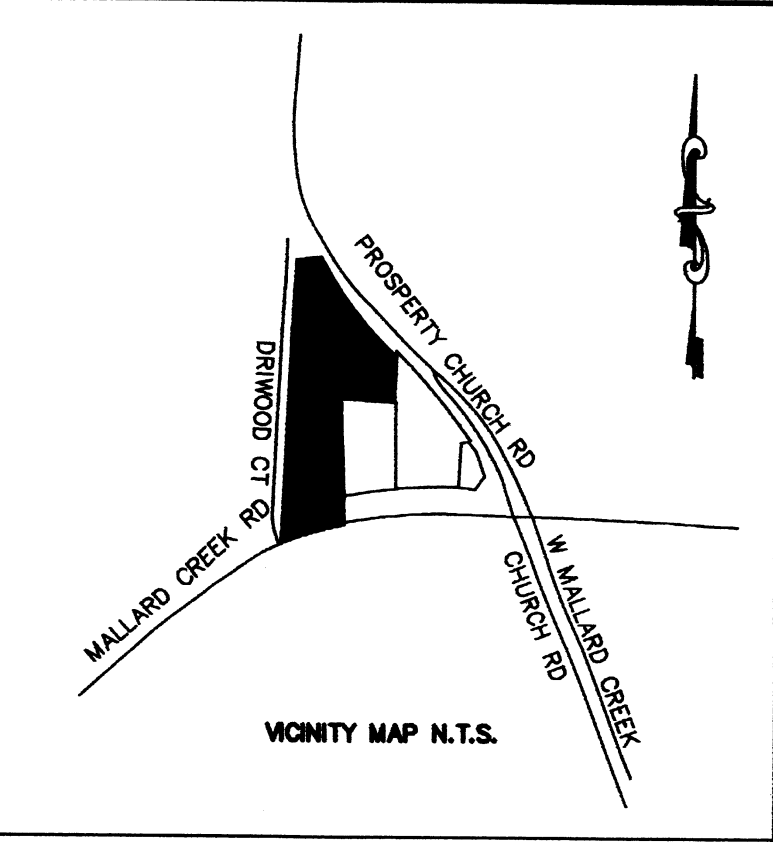 PROSPERTY CHURCH RD
DRIWOOD CT
MALLARD CREEK RD
W MALLARD CREEK
CHURCH RD
VICINITY MAP N.T.S.